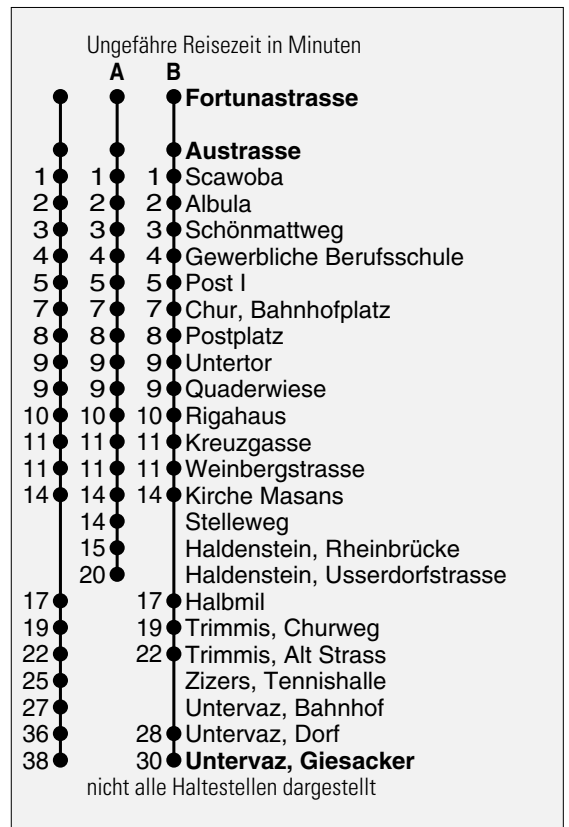 Ungefähre Reisezeit in Minuten
A B
Fortunastrasse
Austrasse
1 1 1 Scawoba
2 2 2 Albula
3 3 3 Schönmattweg
4 4 4 Gewerbliche Berufsschule
5 5 5 Post I
7 7 7 Chur, Bahnhofplatz
8 8 8 Postplatz
9 9 9 Untertor
9 9 9 Quaderwiese
10 10 10 Rigahaus
11 11 11 Kreuzgasse
11 11 11 Weinbergstrasse
14 14 14 Kirche Masans
14 Stelleweg
15 Haldenstein, Rheinbrücke
20 Haldenstein, Usserdorfstrasse
17 17 Halbmil
19 19 Trimmis, Churweg
22 22 Trimmis, Alt Strass
25 Zizers, Tennishalle
27 Untervaz, Bahnhof
36 28 Untervaz, Dorf
38 30 Untervaz, Giesacker
nicht alle Haltestellen dargestellt